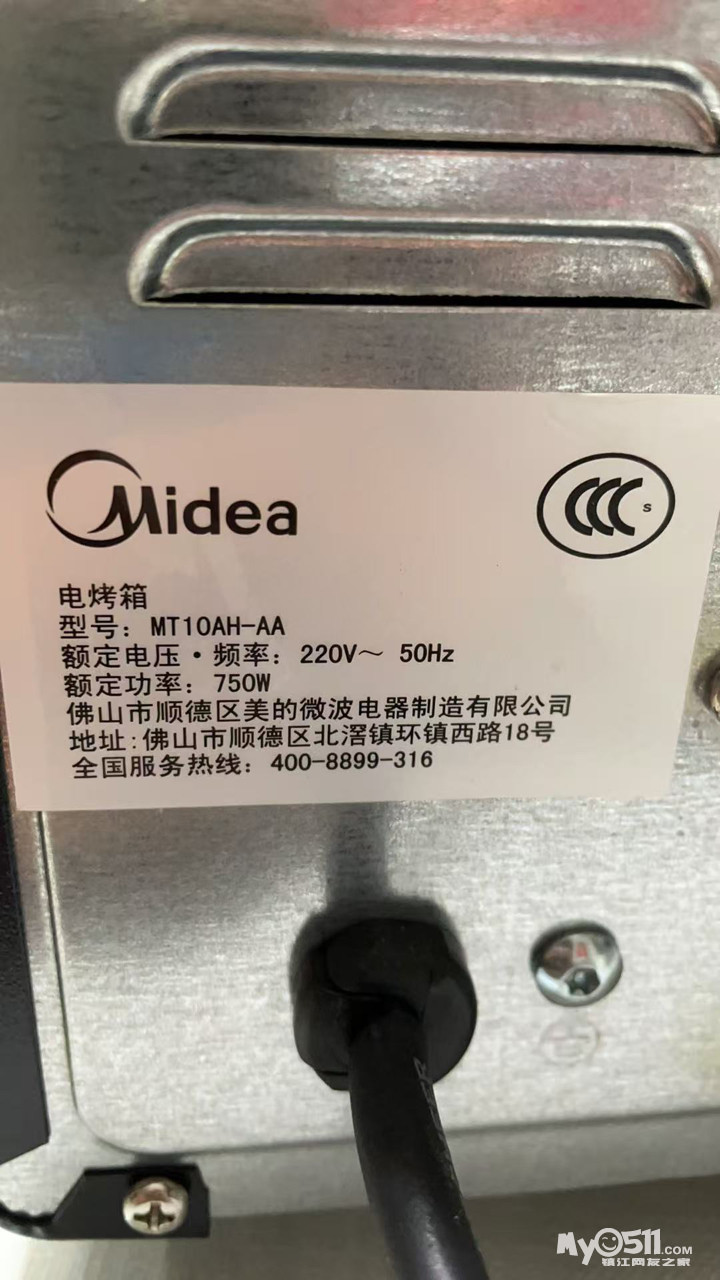 Midea
CCC S
电烤箱
型号：MT10AH-AA
额定电压·频率：220V～ 50Hz
额定功率：750W
佛山市顺德区美的微波电器制造有限公司
地址:佛山市顺德区北滘镇环镇西路18号
全国服务热线：400-8899-316
My0511.COM
镇江网友之家